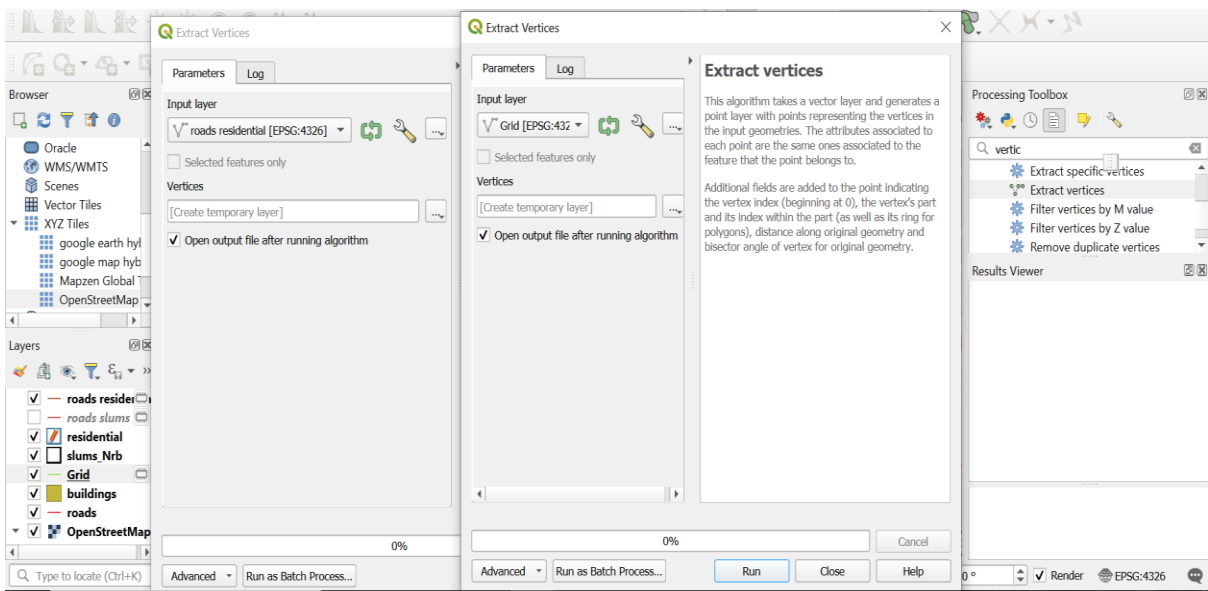 Extract Vertices
Parameters
Log
Input layer
roads residential [EPSG:4326]
...
Selected features only
Vertices
[Create temporary layer]
...
Open output file after running algorithm
0%
Advanced
Run as Batch Process...
Extract Vertices
Parameters
Log
Input layer
Grid [EPSG:432
...
Selected features only
Vertices
[Create temporary layer]
...
Open output file after running algorithm
Extract vertices
This algorithm takes a vector layer and generates a
point layer with points representing the vertices in
the input geometries. The attributes associated to
each point are the same ones associated to the
feature that the point belongs to.
Additional fields are added to the point indicating
the vertex index (beginning at 0), the vertex's part
and its index within the part (as well as its ring for
polygons), distance along original geometry and
bisector angle of vertex for original geometry.
0%
Cancel
Advanced
Run as Batch Process...
Run
Close
Help
Browser
Oracle
WMS/WMTS
Scenes
Vector Tiles
XYZ Tiles
google earth hyl
google map hyb
Mapzen Global
OpenStreetMap
Layers
roads resider
roads slums
residential
slums_Nrb
Grid
buildings
roads
OpenStreetMap
Type to locate (Ctrl+K)
Processing Toolbox
vertic
Extract specific vertices
Extract vertices
Filter vertices by M value
Filter vertices by Z value
Remove duplicate vertices
Results Viewer
0 °
Render
EPSG:4326